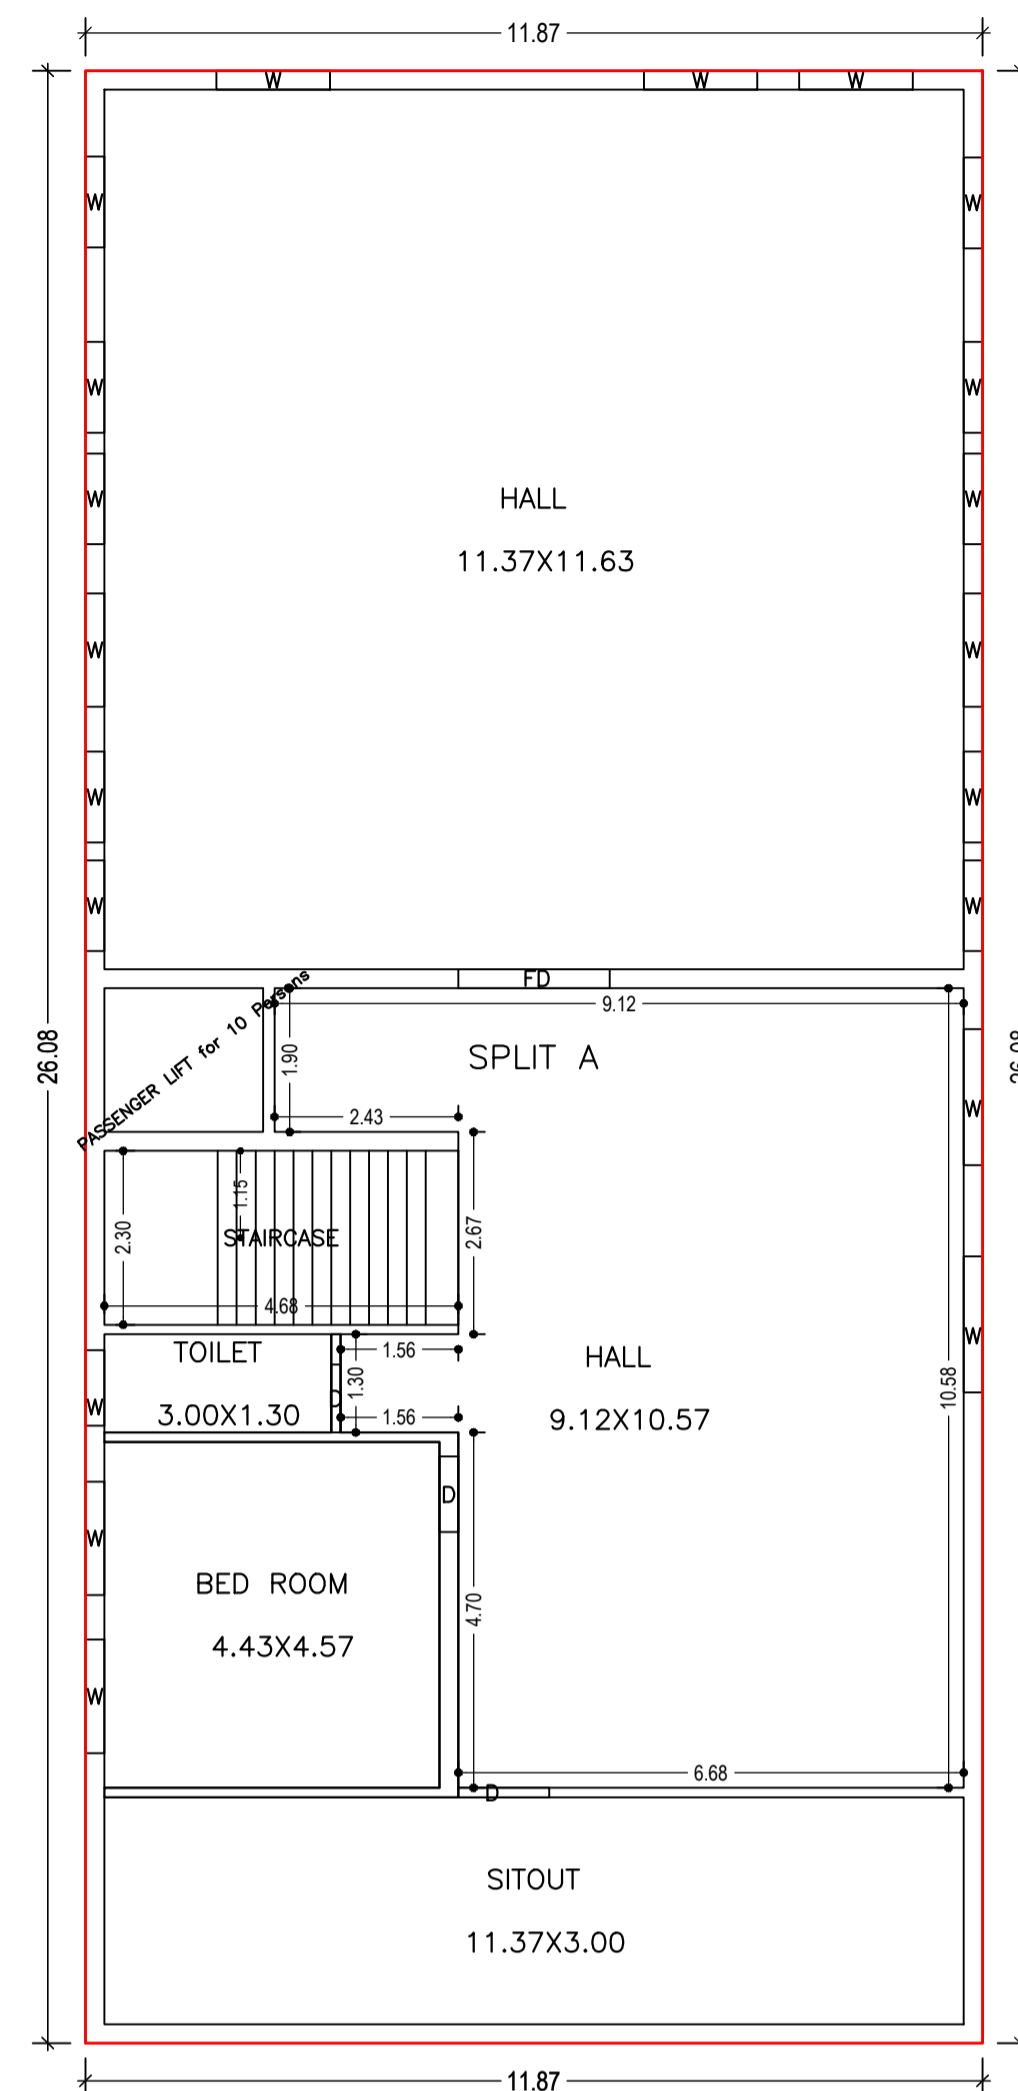 11.87
W W W
W W
W W
W W
HALL
11.37X11.63
W W
W W
W W
FD
9.12
PASSENGER LIFT for 10 Persons
1.90
SPLIT A
26.08
26.08
W
2.43
1.15
2.30
STAIRCASE
2.67
4.68
W
TOILET
1.56
HALL
1.30
10.58
D
3.00X1.30
1.56
9.12X10.57
W
D
W
BED ROOM
4.70
4.43X4.57
W
6.68
D
SITOUT
11.37X3.00
11.87